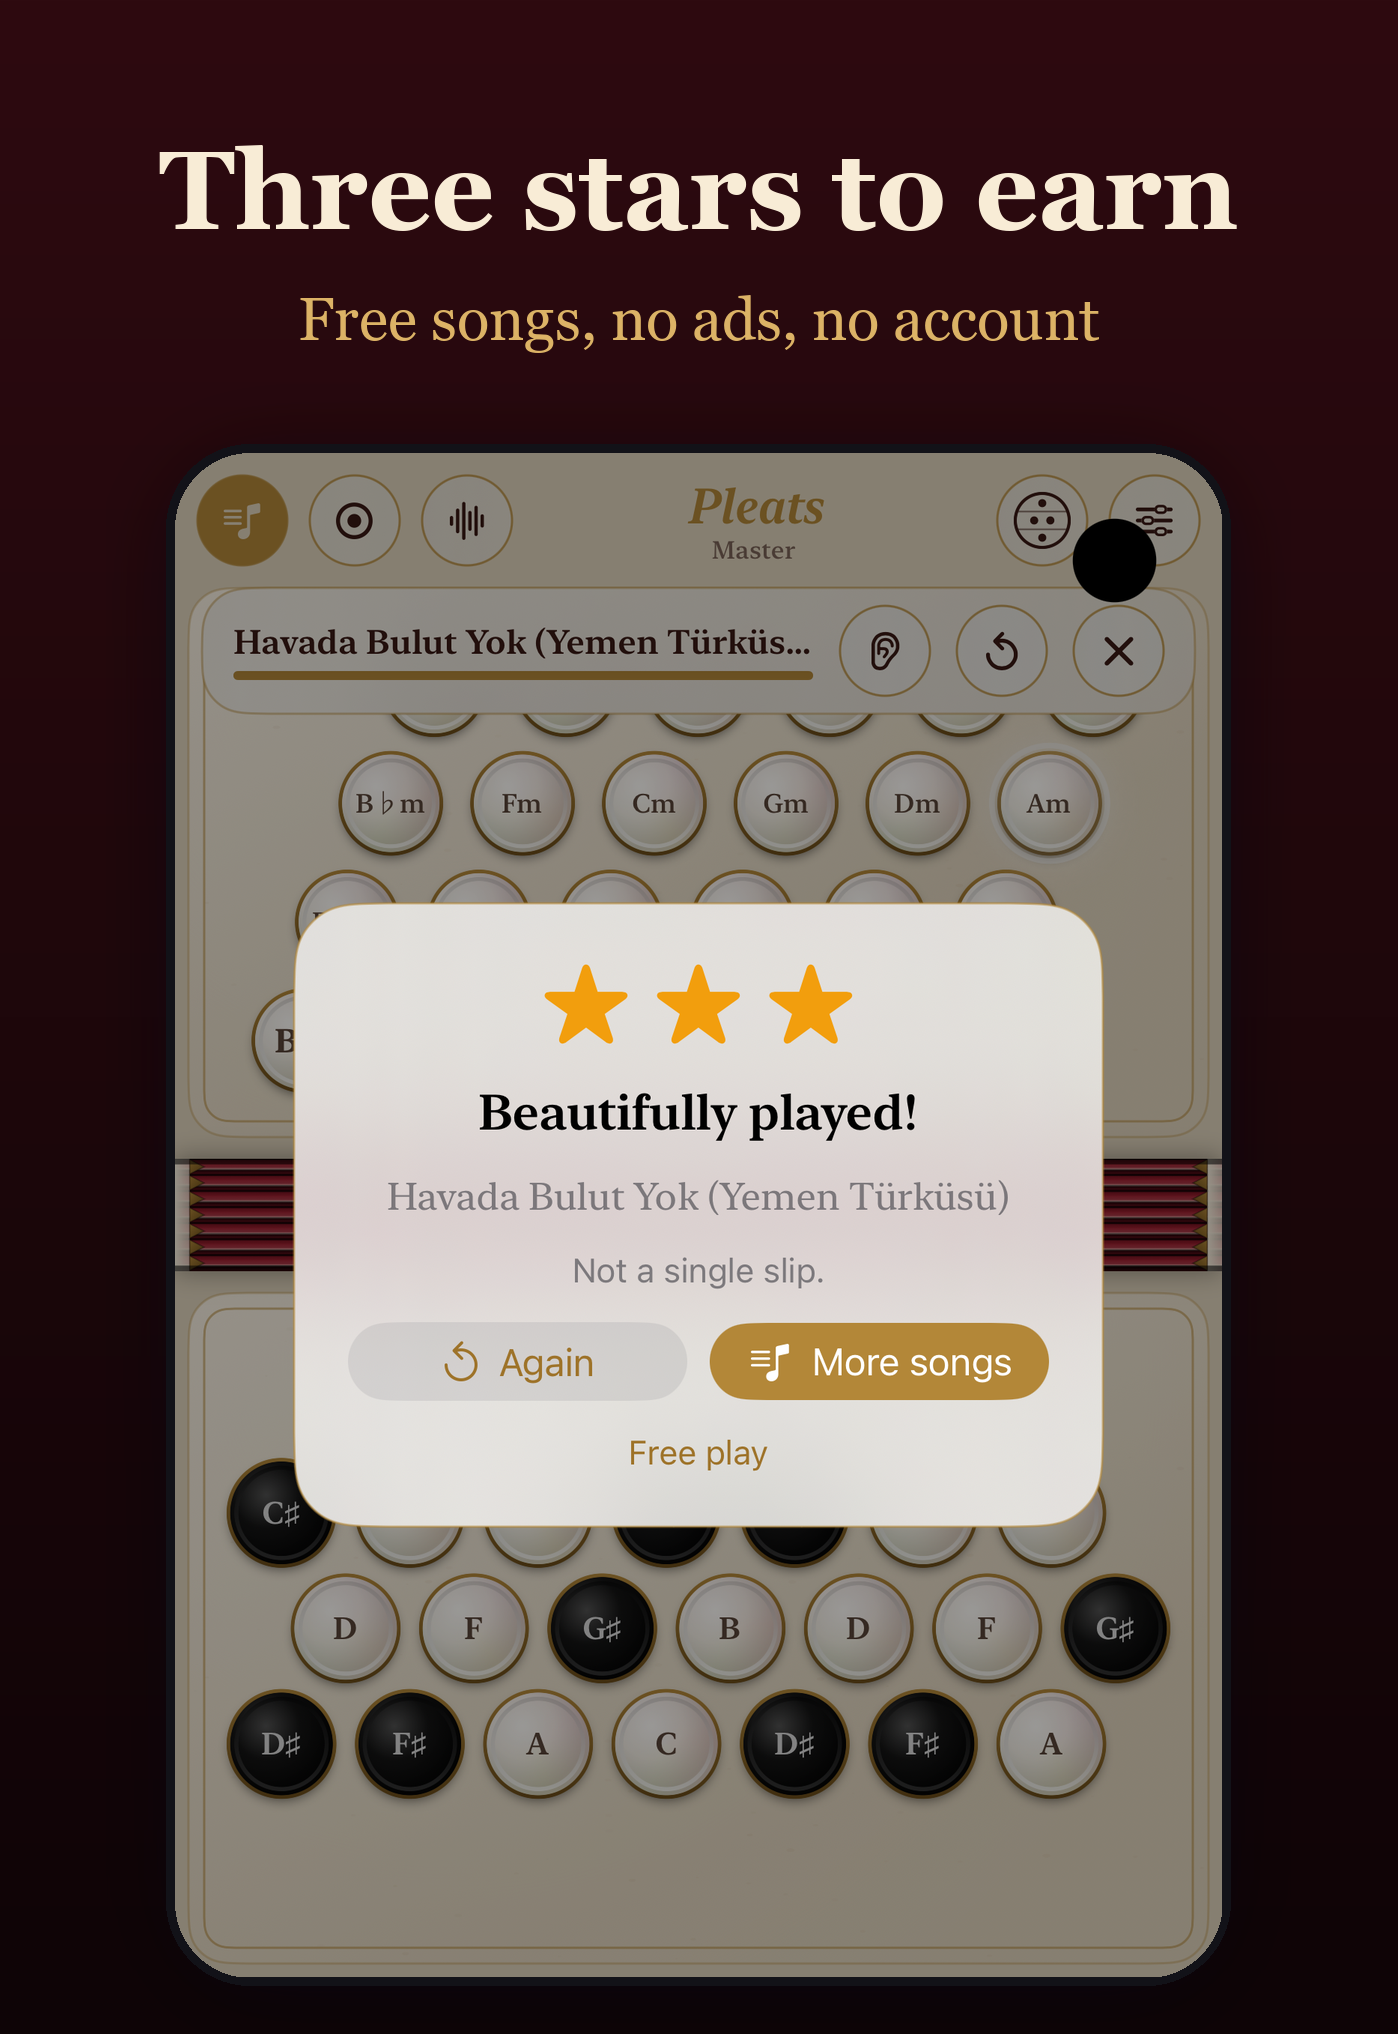 Three stars to earn
Free songs, no ads, no account
Pleats
Master
Havada Bulut Yok (Yemen Türküs...
B♭m Fm Cm Gm Dm Am
B
Beautifully played!
Havada Bulut Yok (Yemen Türküsü)
Not a single slip.
Again More songs
Free play
C♯
D F G♯ B D F G♯
D♯ F♯ A C D♯ F♯ A